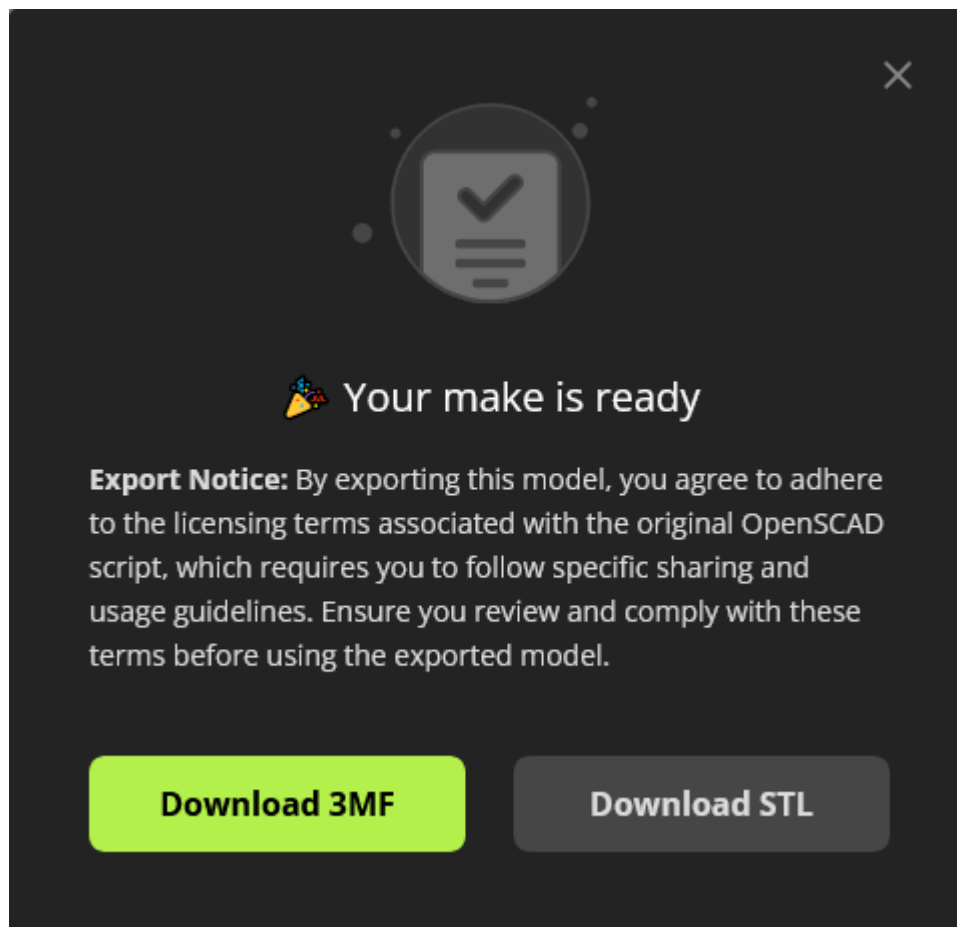 🎉 Your make is ready
Export Notice: By exporting this model, you agree to adhere
to the licensing terms associated with the original OpenSCAD
script, which requires you to follow specific sharing and
usage guidelines. Ensure you review and comply with these
terms before using the exported model.
Download 3MF
Download STL